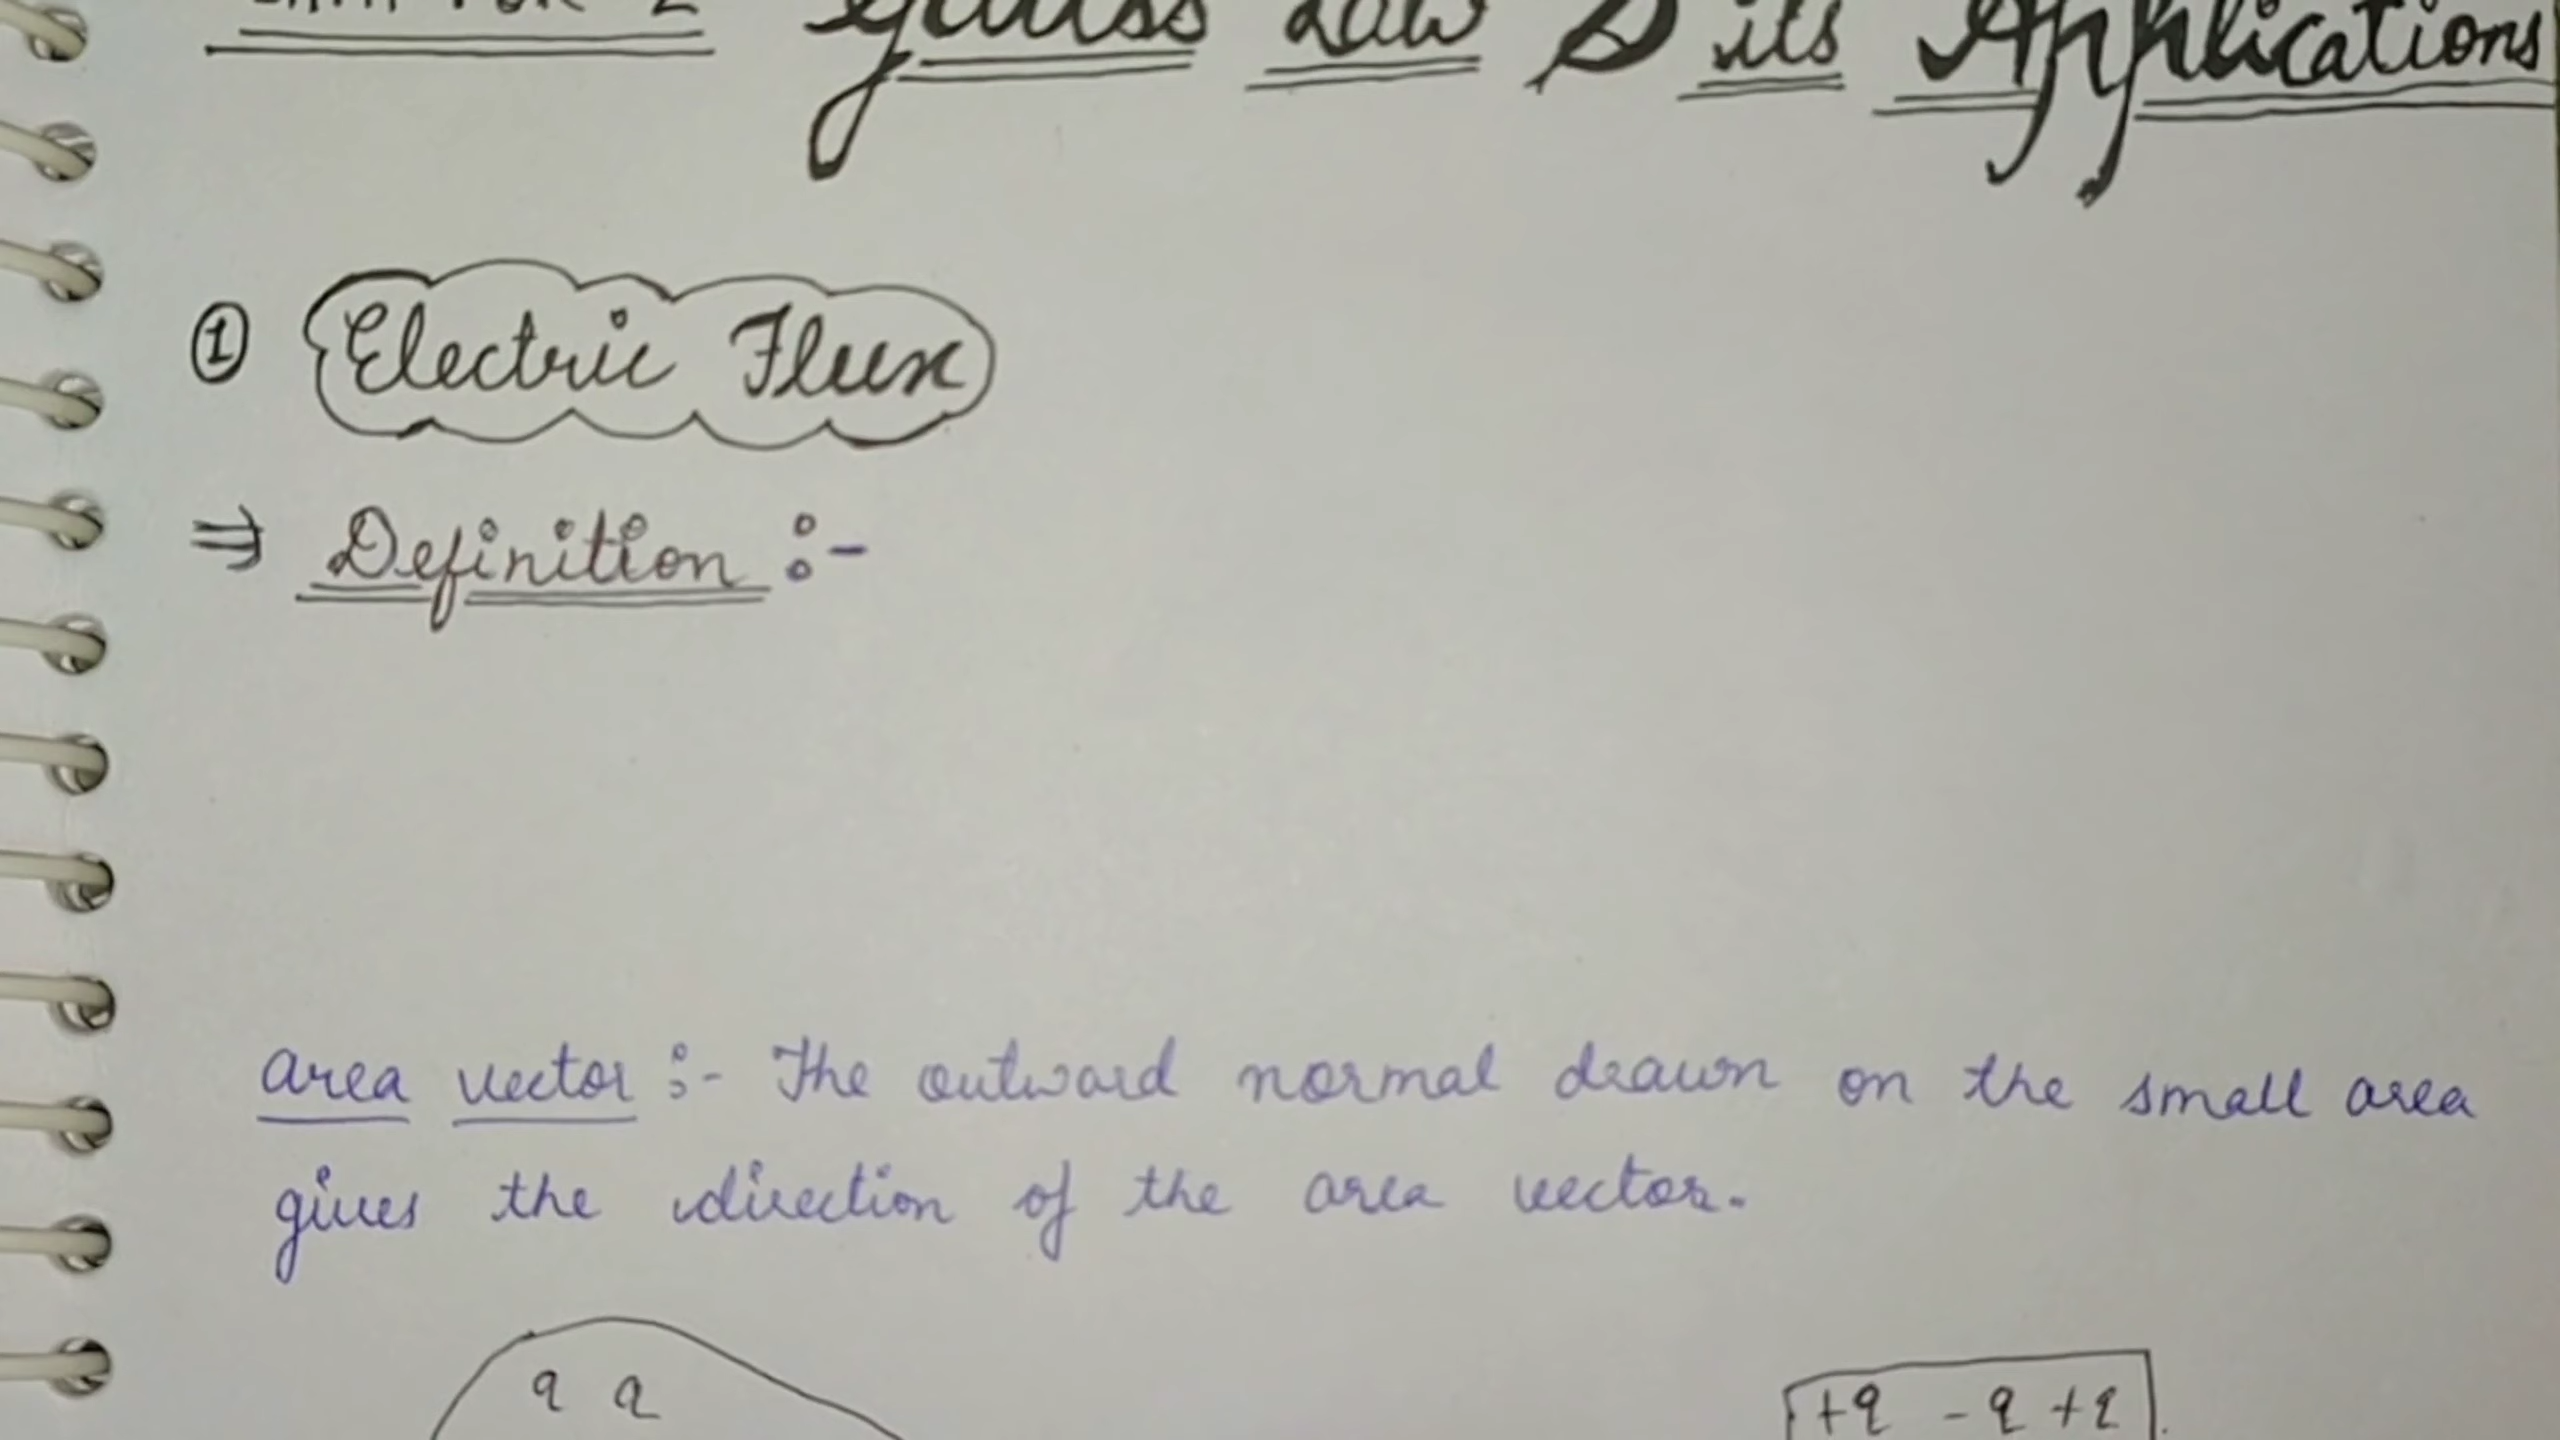 Gauss Law & its Applications
① Electric Flux
⇒ Definition :-
area vector :- The outward normal drawn on the small area
gives the direction of the area vector.
q q +q -q +q